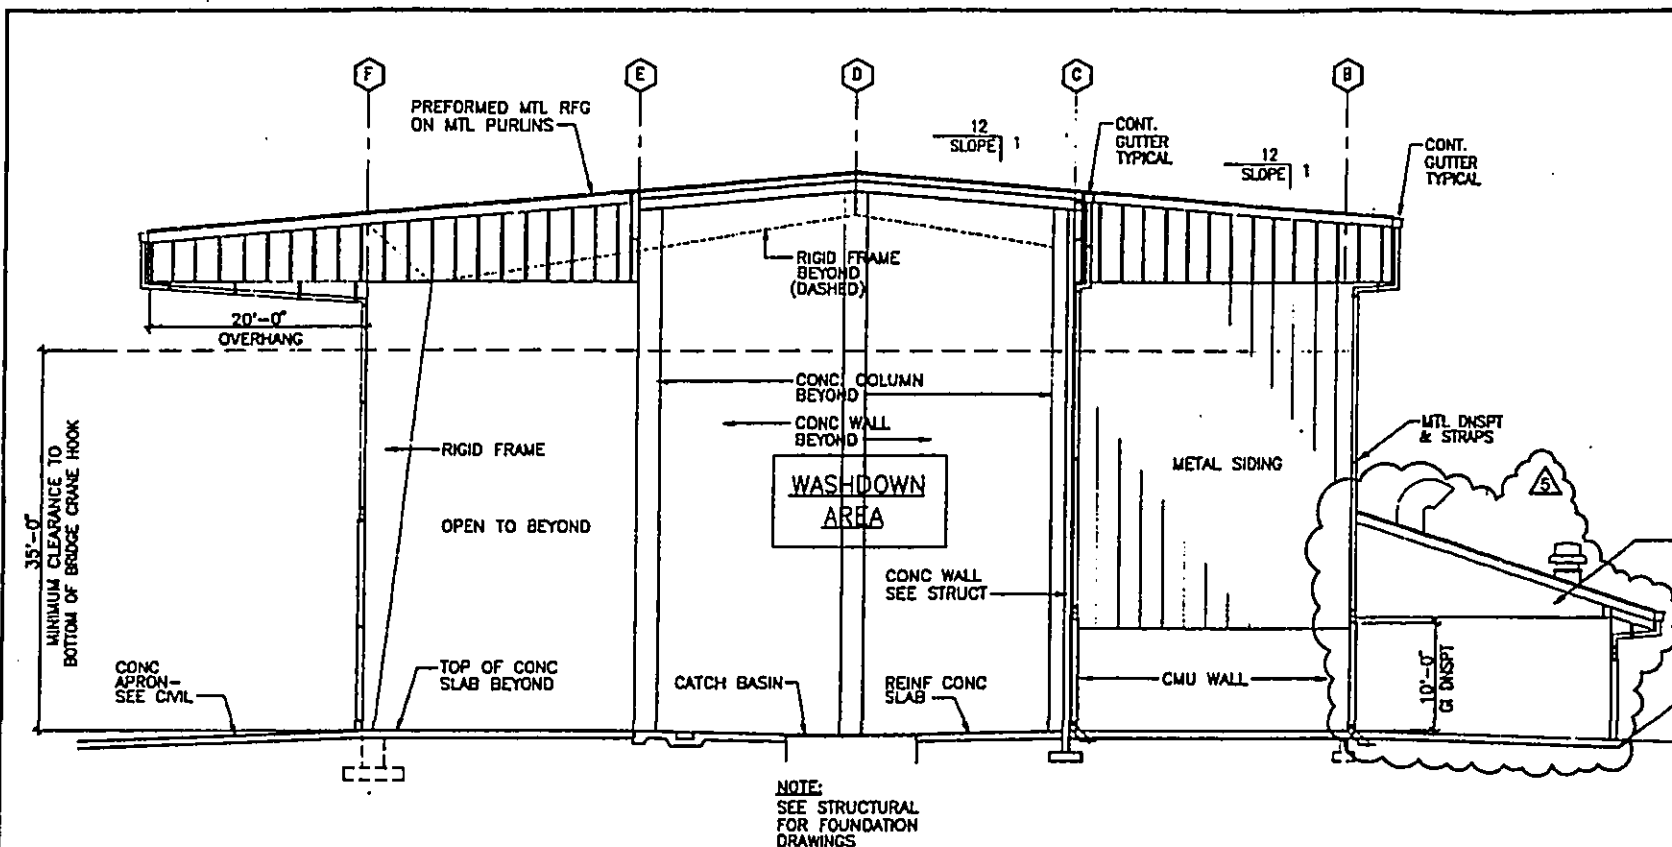 F
E
D
C
B
PREFORMED MTL RFG
ON MTL PURLINS
12
SLOPE 1
CONT.
GUTTER
TYPICAL
12
SLOPE 1
CONT.
GUTTER
TYPICAL
RIGID FRAME
BEYOND
(DASHED)
20'-0"
OVERHANG
35'-0"
MINIMUM CLEARANCE TO
BOTTOM OF BRIDGE CRANE HOOK
CONC COLUMN
BEYOND
CONC WALL
BEYOND
RIGID FRAME
WASHDOWN
AREA
OPEN TO BEYOND
METAL SIDING
MTL DNSPT
& STRAPS
5
CONC WALL
SEE STRUCT
CONC
APRON-
SEE CIVIL
TOP OF CONC
SLAB BEYOND
CATCH BASIN
REINF CONC
SLAB
CMU WALL
10'-0"
CI DNSPT
NOTE:
SEE STRUCTURAL
FOR FOUNDATION
DRAWINGS